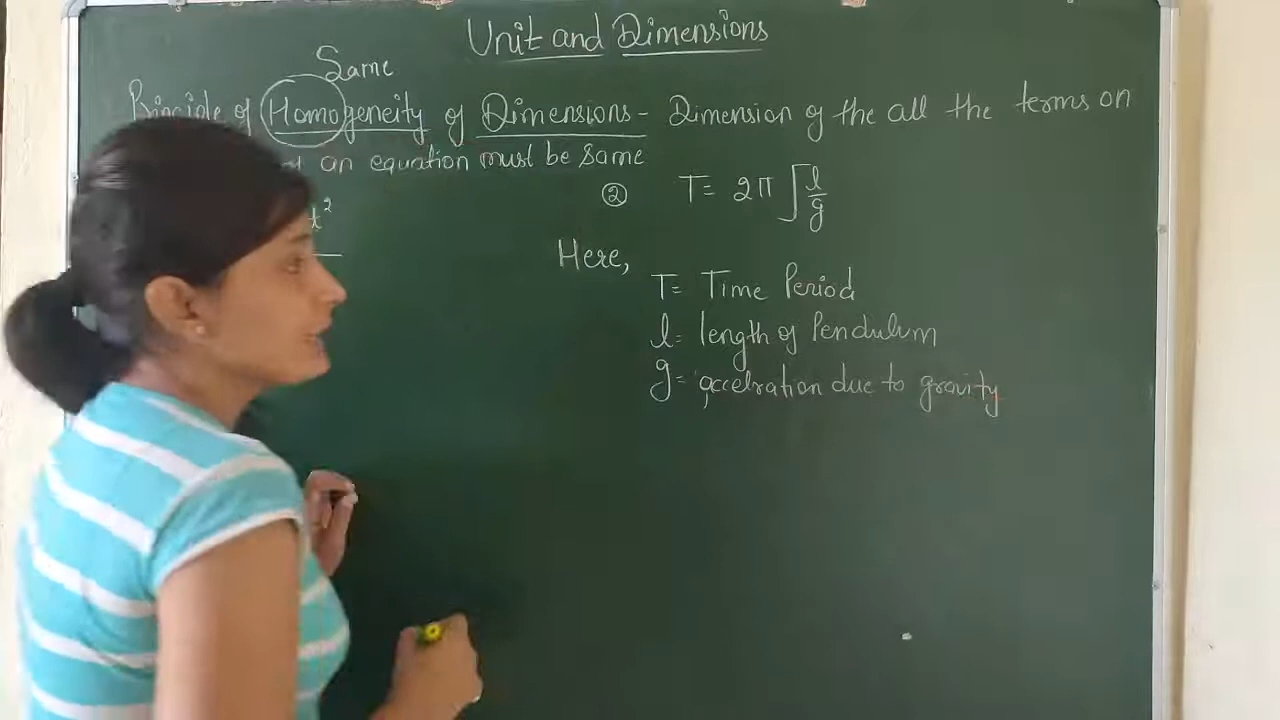 Unit and Dimensions
Same
Principle of Homogeneity of Dimensions - Dimension of the all the terms on
an equation must be same
t²
② T= 2π √l/g
Here,
T= Time Period
l= length of Pendulum
g= accelration due to gravity